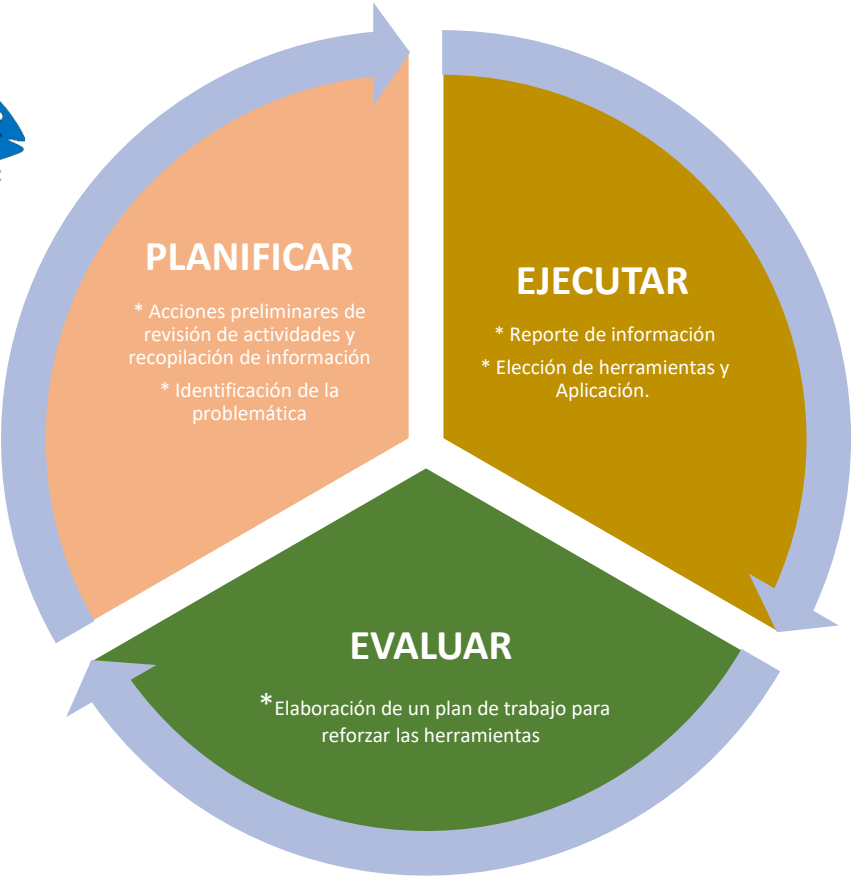 PLANIFICAR
* Acciones preliminares de
revisión de actividades y
recopilación de información
* Identificación de la
problemática
EJECUTAR
* Reporte de información
* Elección de herramientas y
Aplicación.
EVALUAR
*Elaboración de un plan de trabajo para
reforzar las herramientas